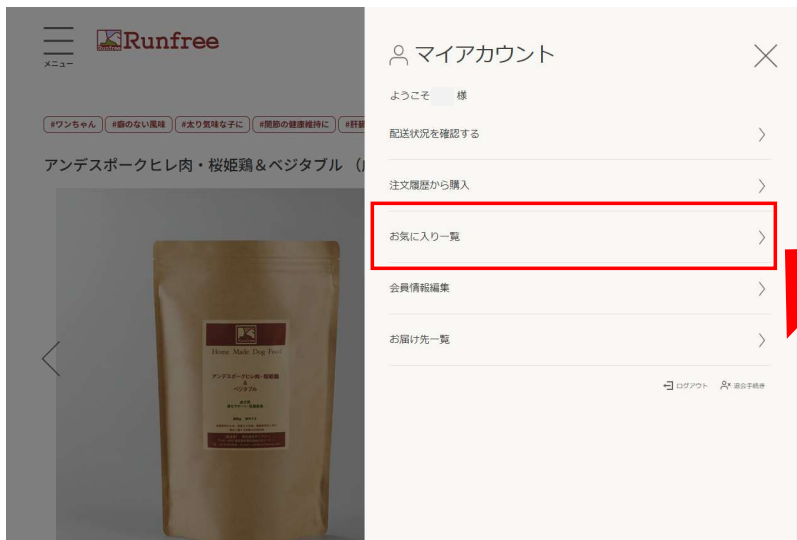 Runfree
メニュー
#ワンちゃん #癖のない風味 #太り気味な子に #関節の健康維持に
アンデスポークヒレ肉・桜姫鶏&ベジタブル
Home Made Dog Food
アンデスポークヒレ肉・桜姫鶏
&
ベジタブル
マイアカウント
ようこそ 様
配送状況を確認する
注文履歴から購入
お気に入り一覧
会員情報編集
お届け先一覧
ログアウト 退会手続き